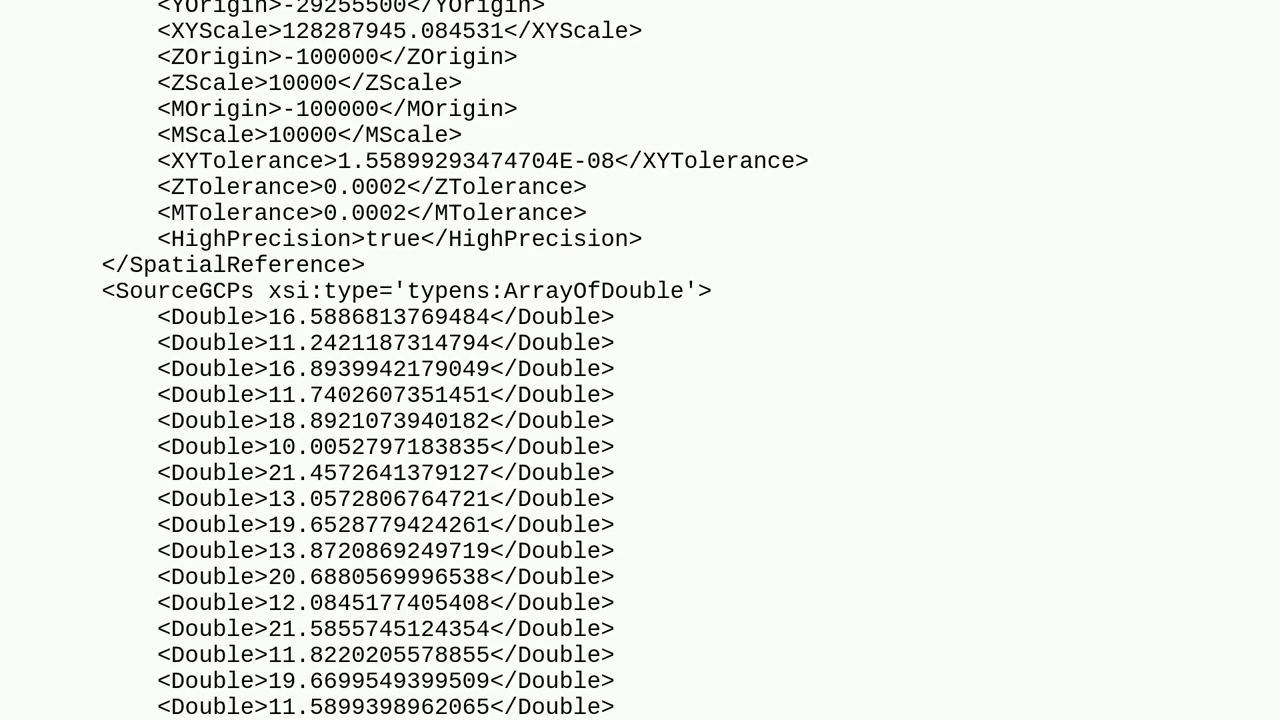 <YOrigin>-29255500</YOrigin>
<XYScale>128287945.084531</XYScale>
<ZOrigin>-100000</ZOrigin>
<ZScale>10000</ZScale>
<MOrigin>-100000</MOrigin>
<MScale>10000</MScale>
<XYTolerance>1.55899293474704E-08</XYTolerance>
<ZTolerance>0.0002</ZTolerance>
<MTolerance>0.0002</MTolerance>
<HighPrecision>true</HighPrecision>
</SpatialReference>
<SourceGCPs xsi:type='typens:ArrayOfDouble'>
<Double>16.5886813769484</Double>
<Double>11.2421187314794</Double>
<Double>16.8939942179049</Double>
<Double>11.7402607351451</Double>
<Double>18.8921073940182</Double>
<Double>10.0052797183835</Double>
<Double>21.4572641379127</Double>
<Double>13.0572806764721</Double>
<Double>19.6528779424261</Double>
<Double>13.8720869249719</Double>
<Double>20.6880569996538</Double>
<Double>12.0845177405408</Double>
<Double>21.5855745124354</Double>
<Double>11.8220205578855</Double>
<Double>19.6699549399509</Double>
<Double>11.5899398962065</Double>